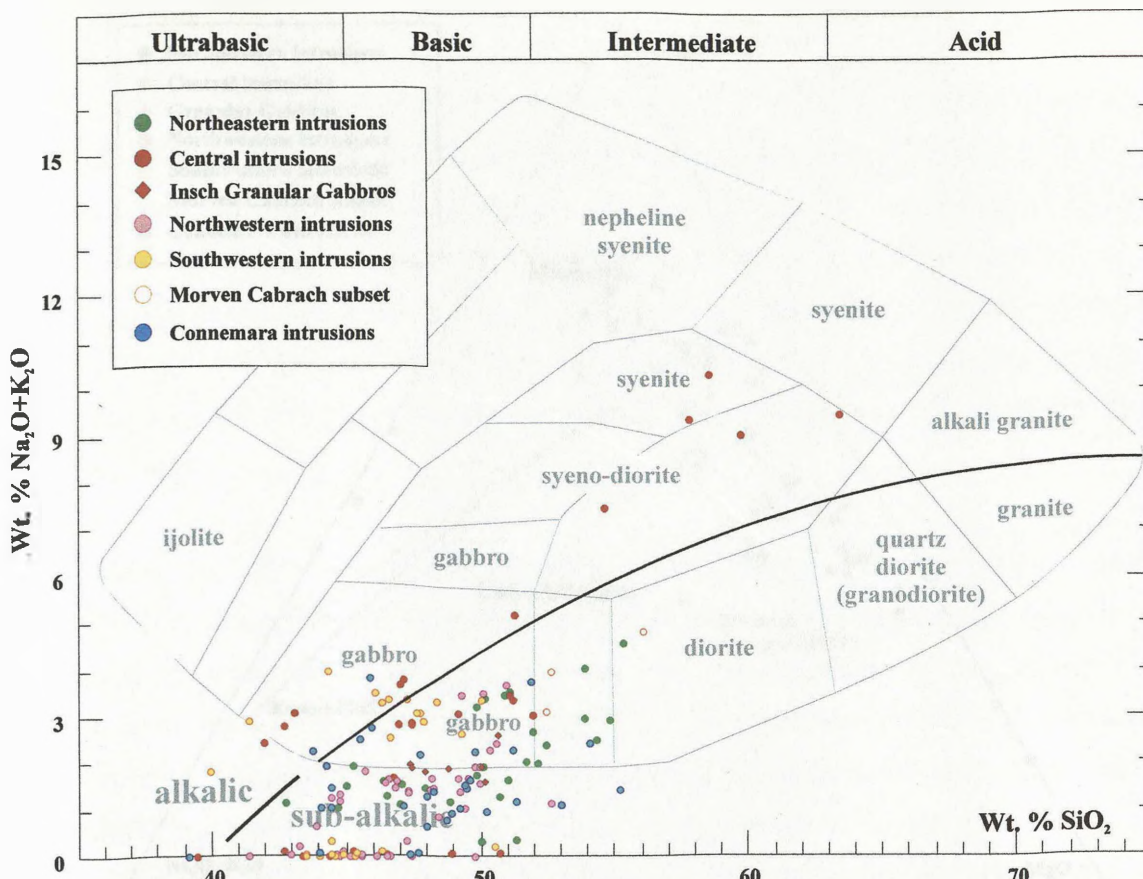 Ultrabasic Basic Intermediate Acid
Northeastern intrusions
Central intrusions
Insch Granular Gabbros
Northwestern intrusions
Southwestern intrusions
Morven Cabrach subset
Connemara intrusions
15
12
9
6
3
0
Wt. % Na₂O+K₂O
nepheline
syenite
syenite
syenite
alkali granite
syeno-diorite
ijolite
gabbro
granite
quartz
diorite
(granodiorite)
gabbro
diorite
gabbro
alkalic
sub-alkalic
Wt. % SiO₂
40 50 60 70